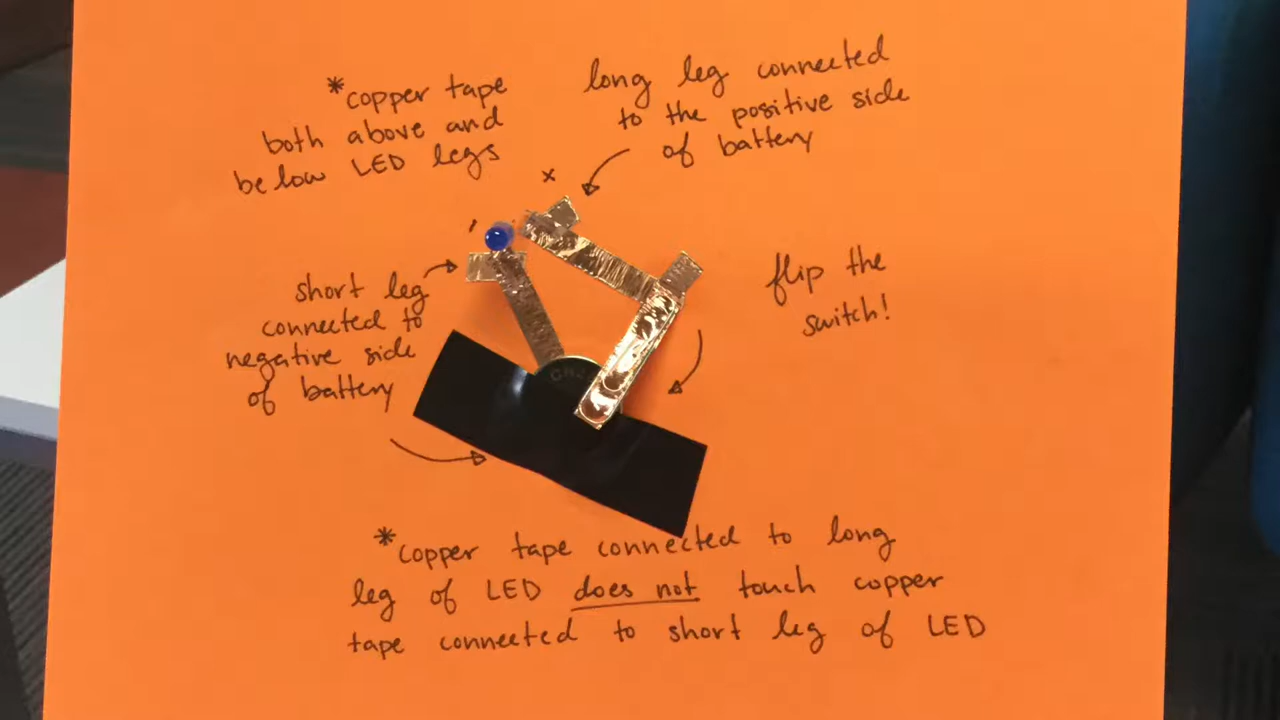 *copper tape
both above and
below LED legs
long leg connected
to the positive side
of battery
x
short leg
connected to
negative side
of battery
flip the
switch!
*copper tape connected to long
leg of LED does not touch copper
tape connected to short leg of LED